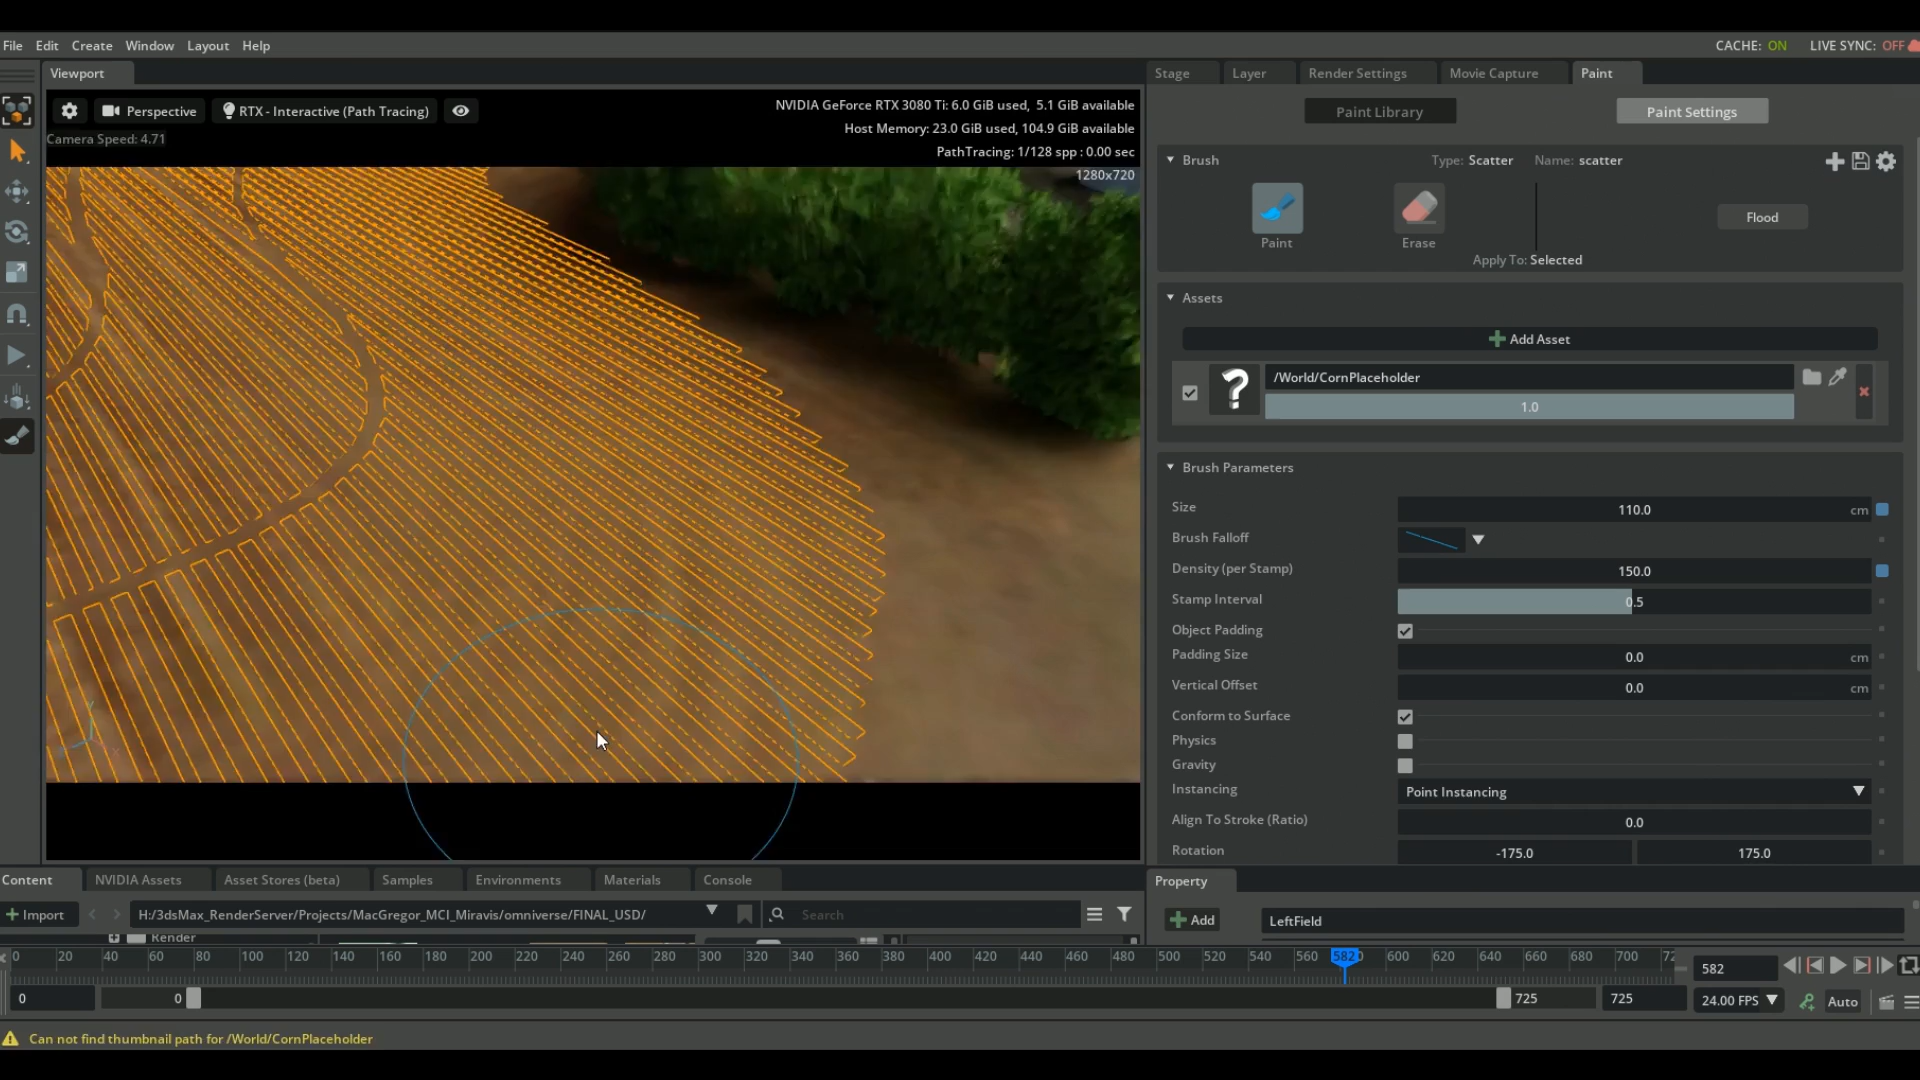 File Edit Create Window Layout Help CACHE: ON LIVE SYNC: OFF
Viewport Stage Layer Render Settings Movie Capture Paint
Perspective RTX - Interactive (Path Tracing) NVIDIA GeForce RTX 3080 Ti: 6.0 GiB used, 5.1 GiB available
Host Memory: 23.0 GiB used, 104.9 GiB available
Camera Speed: 4.71
PathTracing: 1/128 spp : 0.00 sec
1280x720
Paint Library Paint Settings
Brush Type: Scatter Name: scatter
Flood
Paint Erase
Apply To: Selected
Assets
Add Asset
/World/CornPlaceholder
1.0
Brush Parameters
Size 110.0 cm
Brush Falloff
Density (per Stamp) 150.0
Stamp Interval 0.5
Object Padding
Padding Size 0.0 cm
Vertical Offset 0.0 cm
Conform to Surface
Physics
Gravity
Instancing Point Instancing
Align To Stroke (Ratio) 0.0
Rotation -175.0 175.0
Content NVIDIA Assets Asset Stores (beta) Samples Environments Materials Console Property
Import H:/3dsMax_RenderServer/Projects/MacGregor_MCI_Miravis/omniverse/FINAL_USD/ Search Add LeftField
Render
0 20 40 60 80 100 120 140 160 180 200 220 240 260 280 300 320 340 360 380 400 420 440 460 480 500 520 540 560 582 600 620 640 660 680 700 582
0 0 725 725 24.00 FPS Auto
Can not find thumbnail path for /World/CornPlaceholder